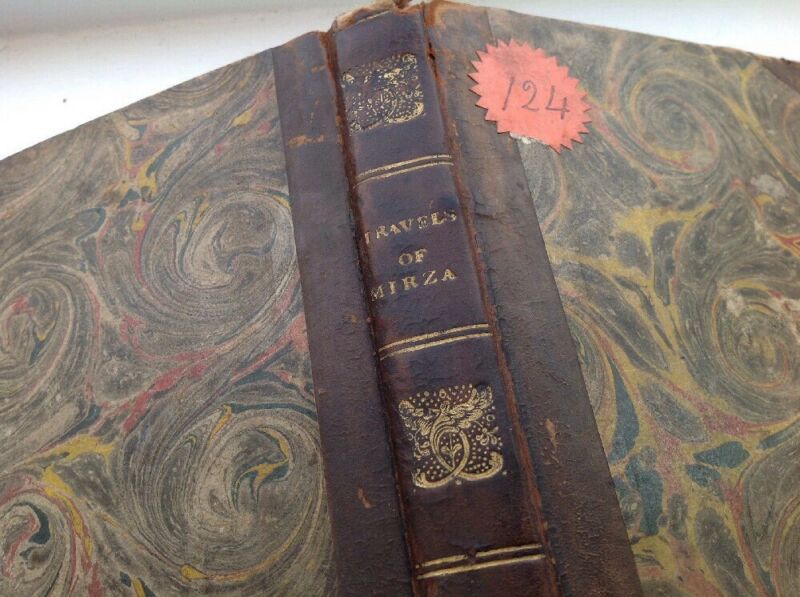 TRAVELS
OF
MIRZA
124